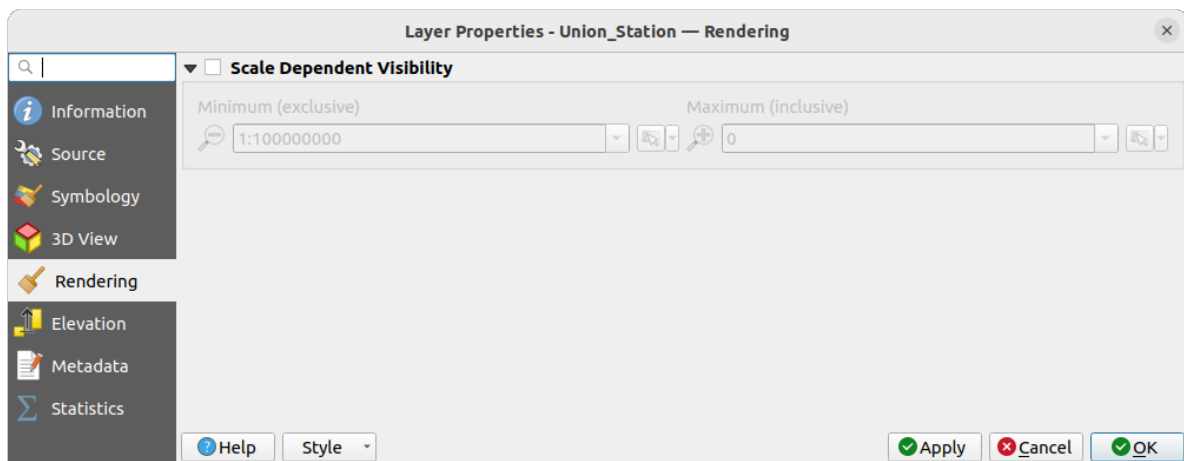 Layer Properties - Union_Station — Rendering
Scale Dependent Visibility
Information
Minimum (exclusive) Maximum (inclusive)
1:100000000 0
Source
Symbology
3D View
Rendering
Elevation
Metadata
Statistics
Help Style Apply Cancel OK